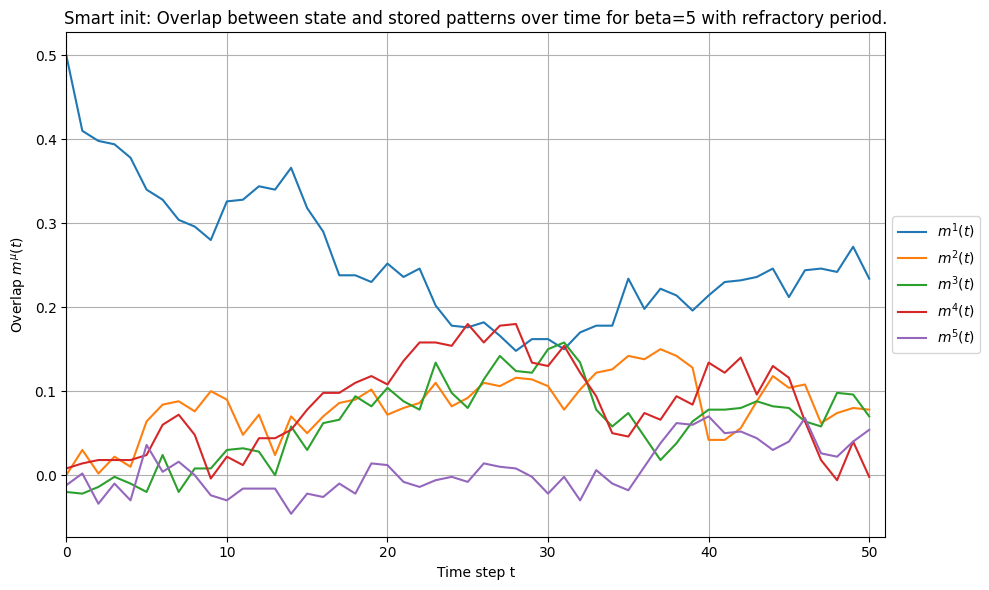 Smart init: Overlap between state and stored patterns over time for beta=5 with refractory period.
0.5
0.4
0.3
0.2
0.1
0.0
Overlap m^μ(t)
0 10 20 30 40 50
Time step t
m^1(t)
m^2(t)
m^3(t)
m^4(t)
m^5(t)